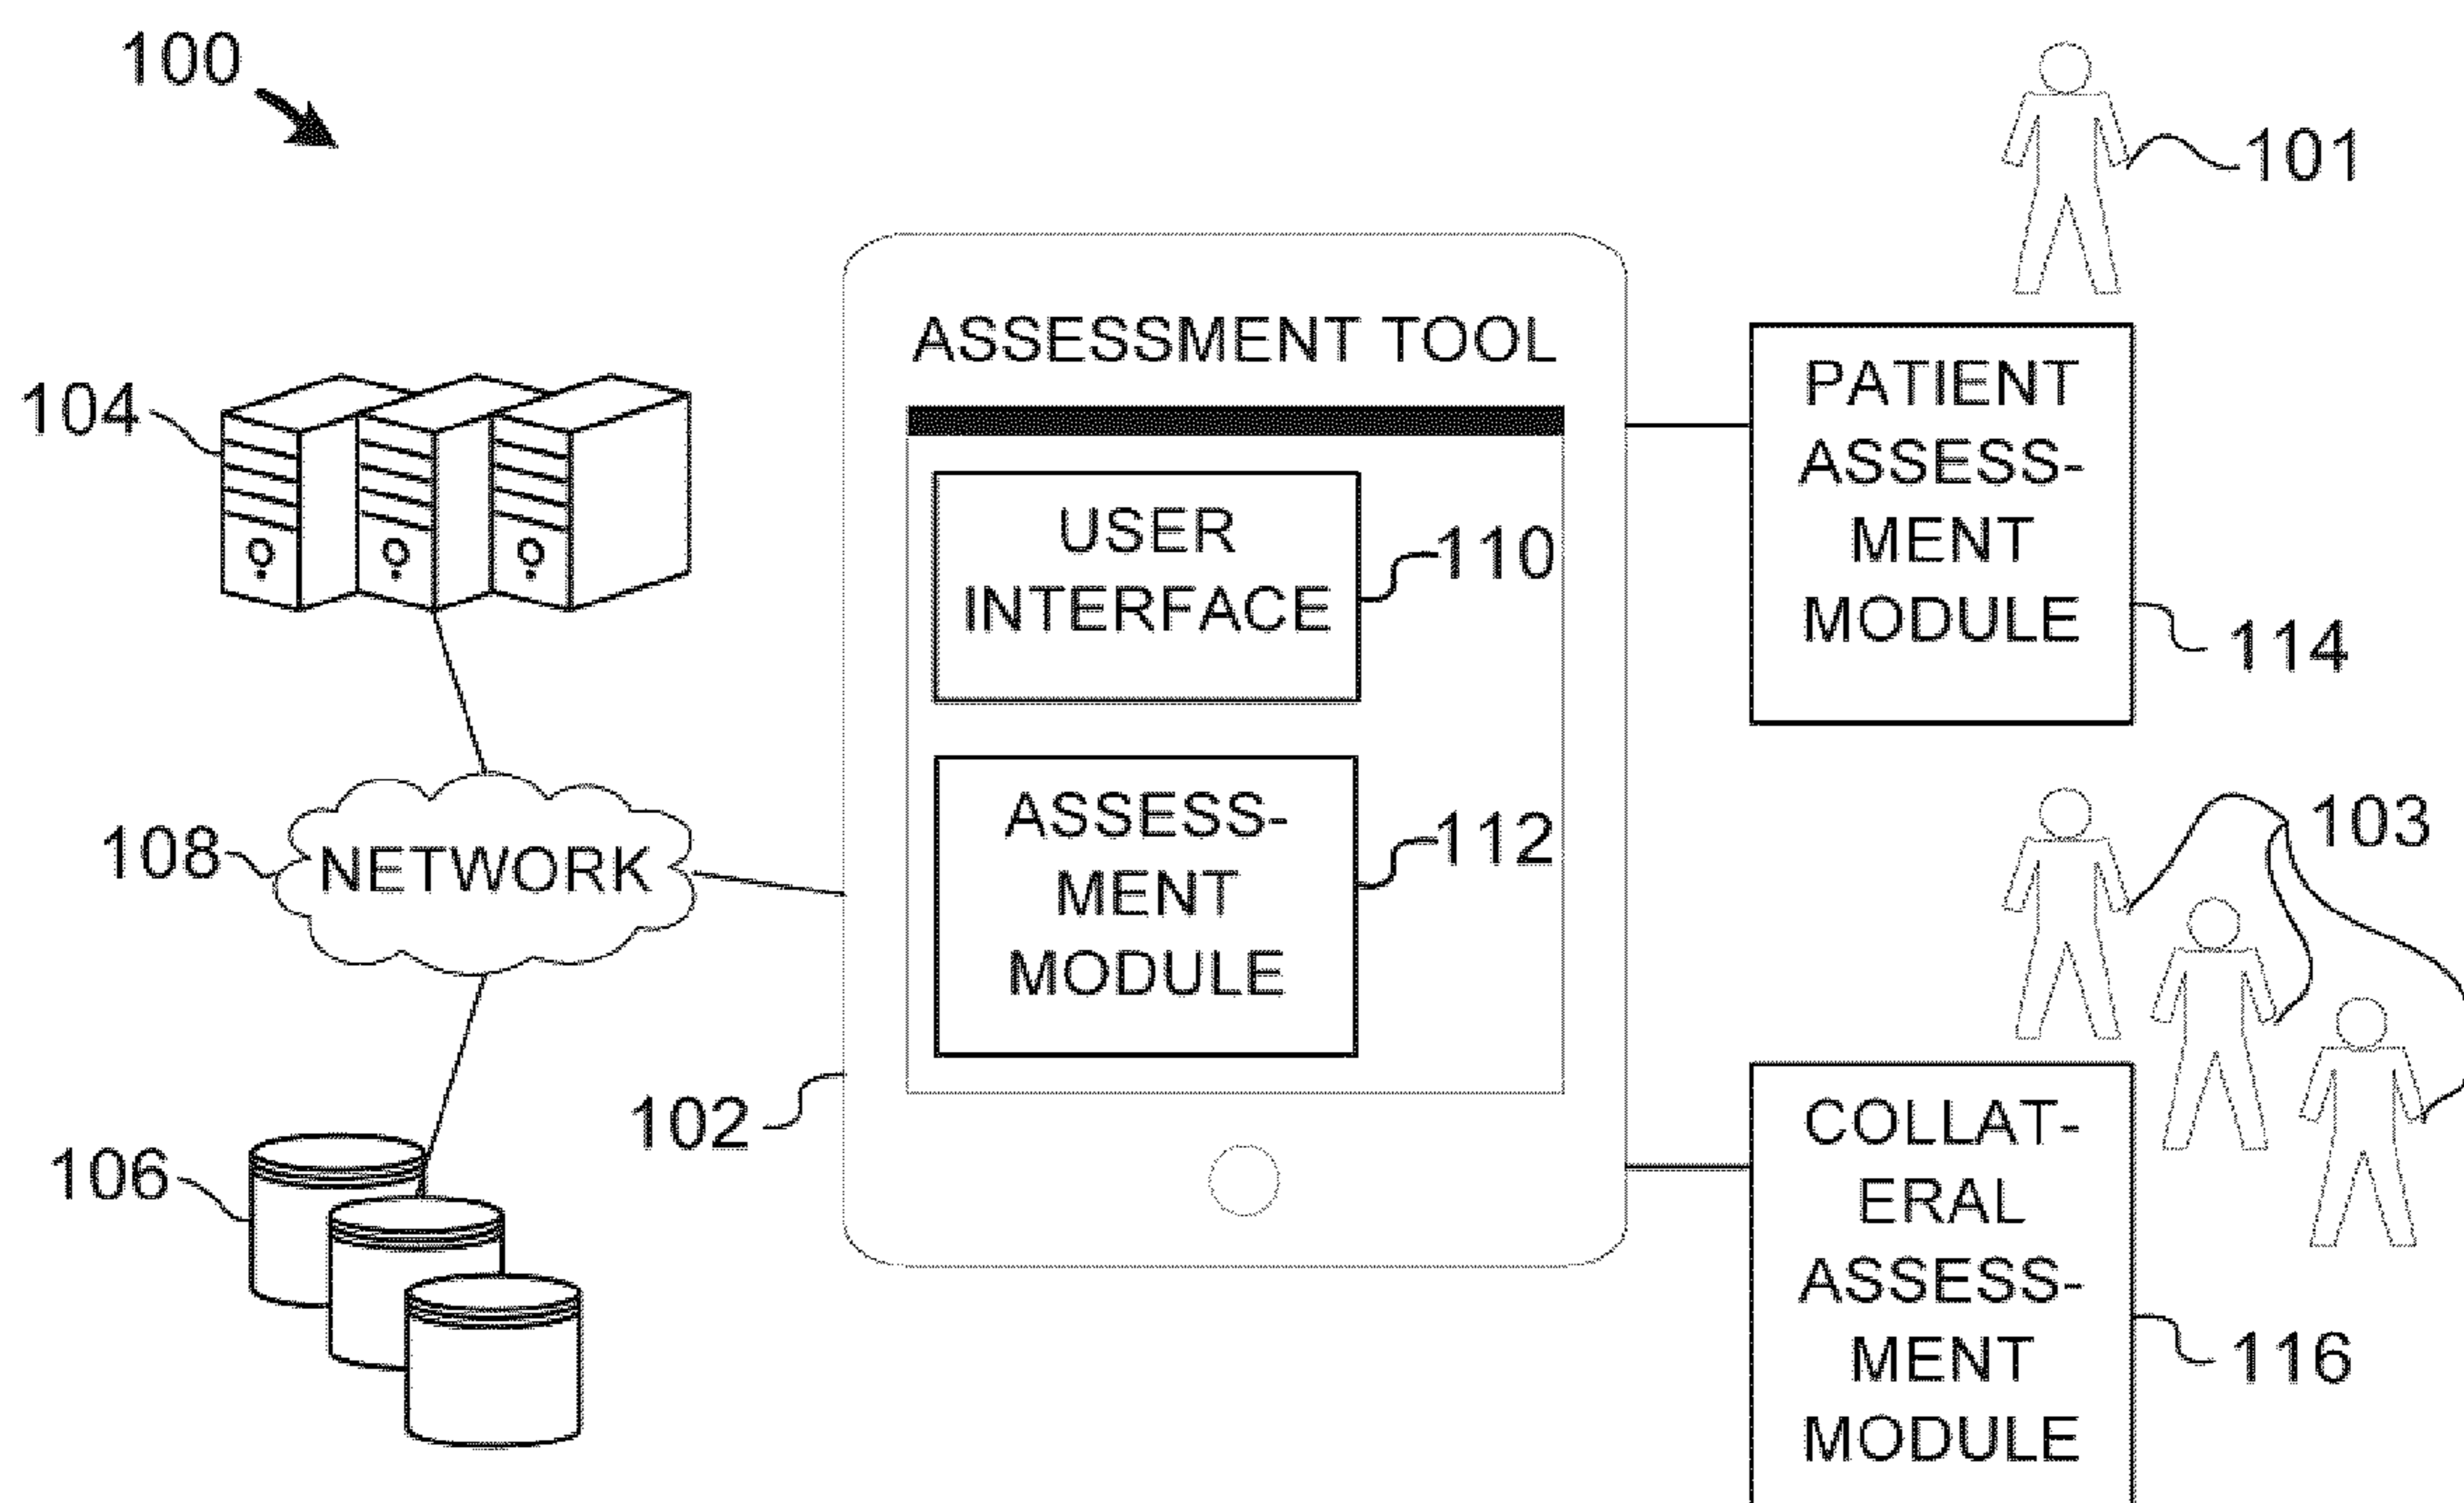 100
101
ASSESSMENT TOOL
104
USER
INTERFACE
110
PATIENT
ASSESS-
MENT
MODULE
114
108
NETWORK
ASSESS-
MENT
MODULE
112
103
102
106
COLLAT-
ERAL
ASSESS-
MENT
MODULE
116